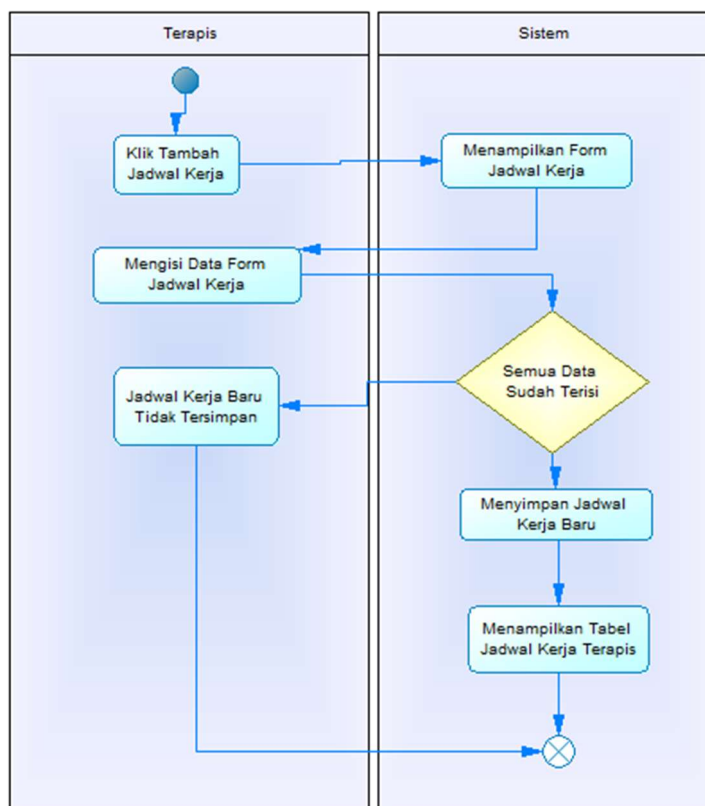 Terapis
Sistem
Klik Tambah
Jadwal Kerja
Menampilkan Form
Jadwal Kerja
Mengisi Data Form
Jadwal Kerja
Semua Data
Sudah Terisi
Jadwal Kerja Baru
Tidak Tersimpan
Menyimpan Jadwal
Kerja Baru
Menampilkan Tabel
Jadwal Kerja Terapis